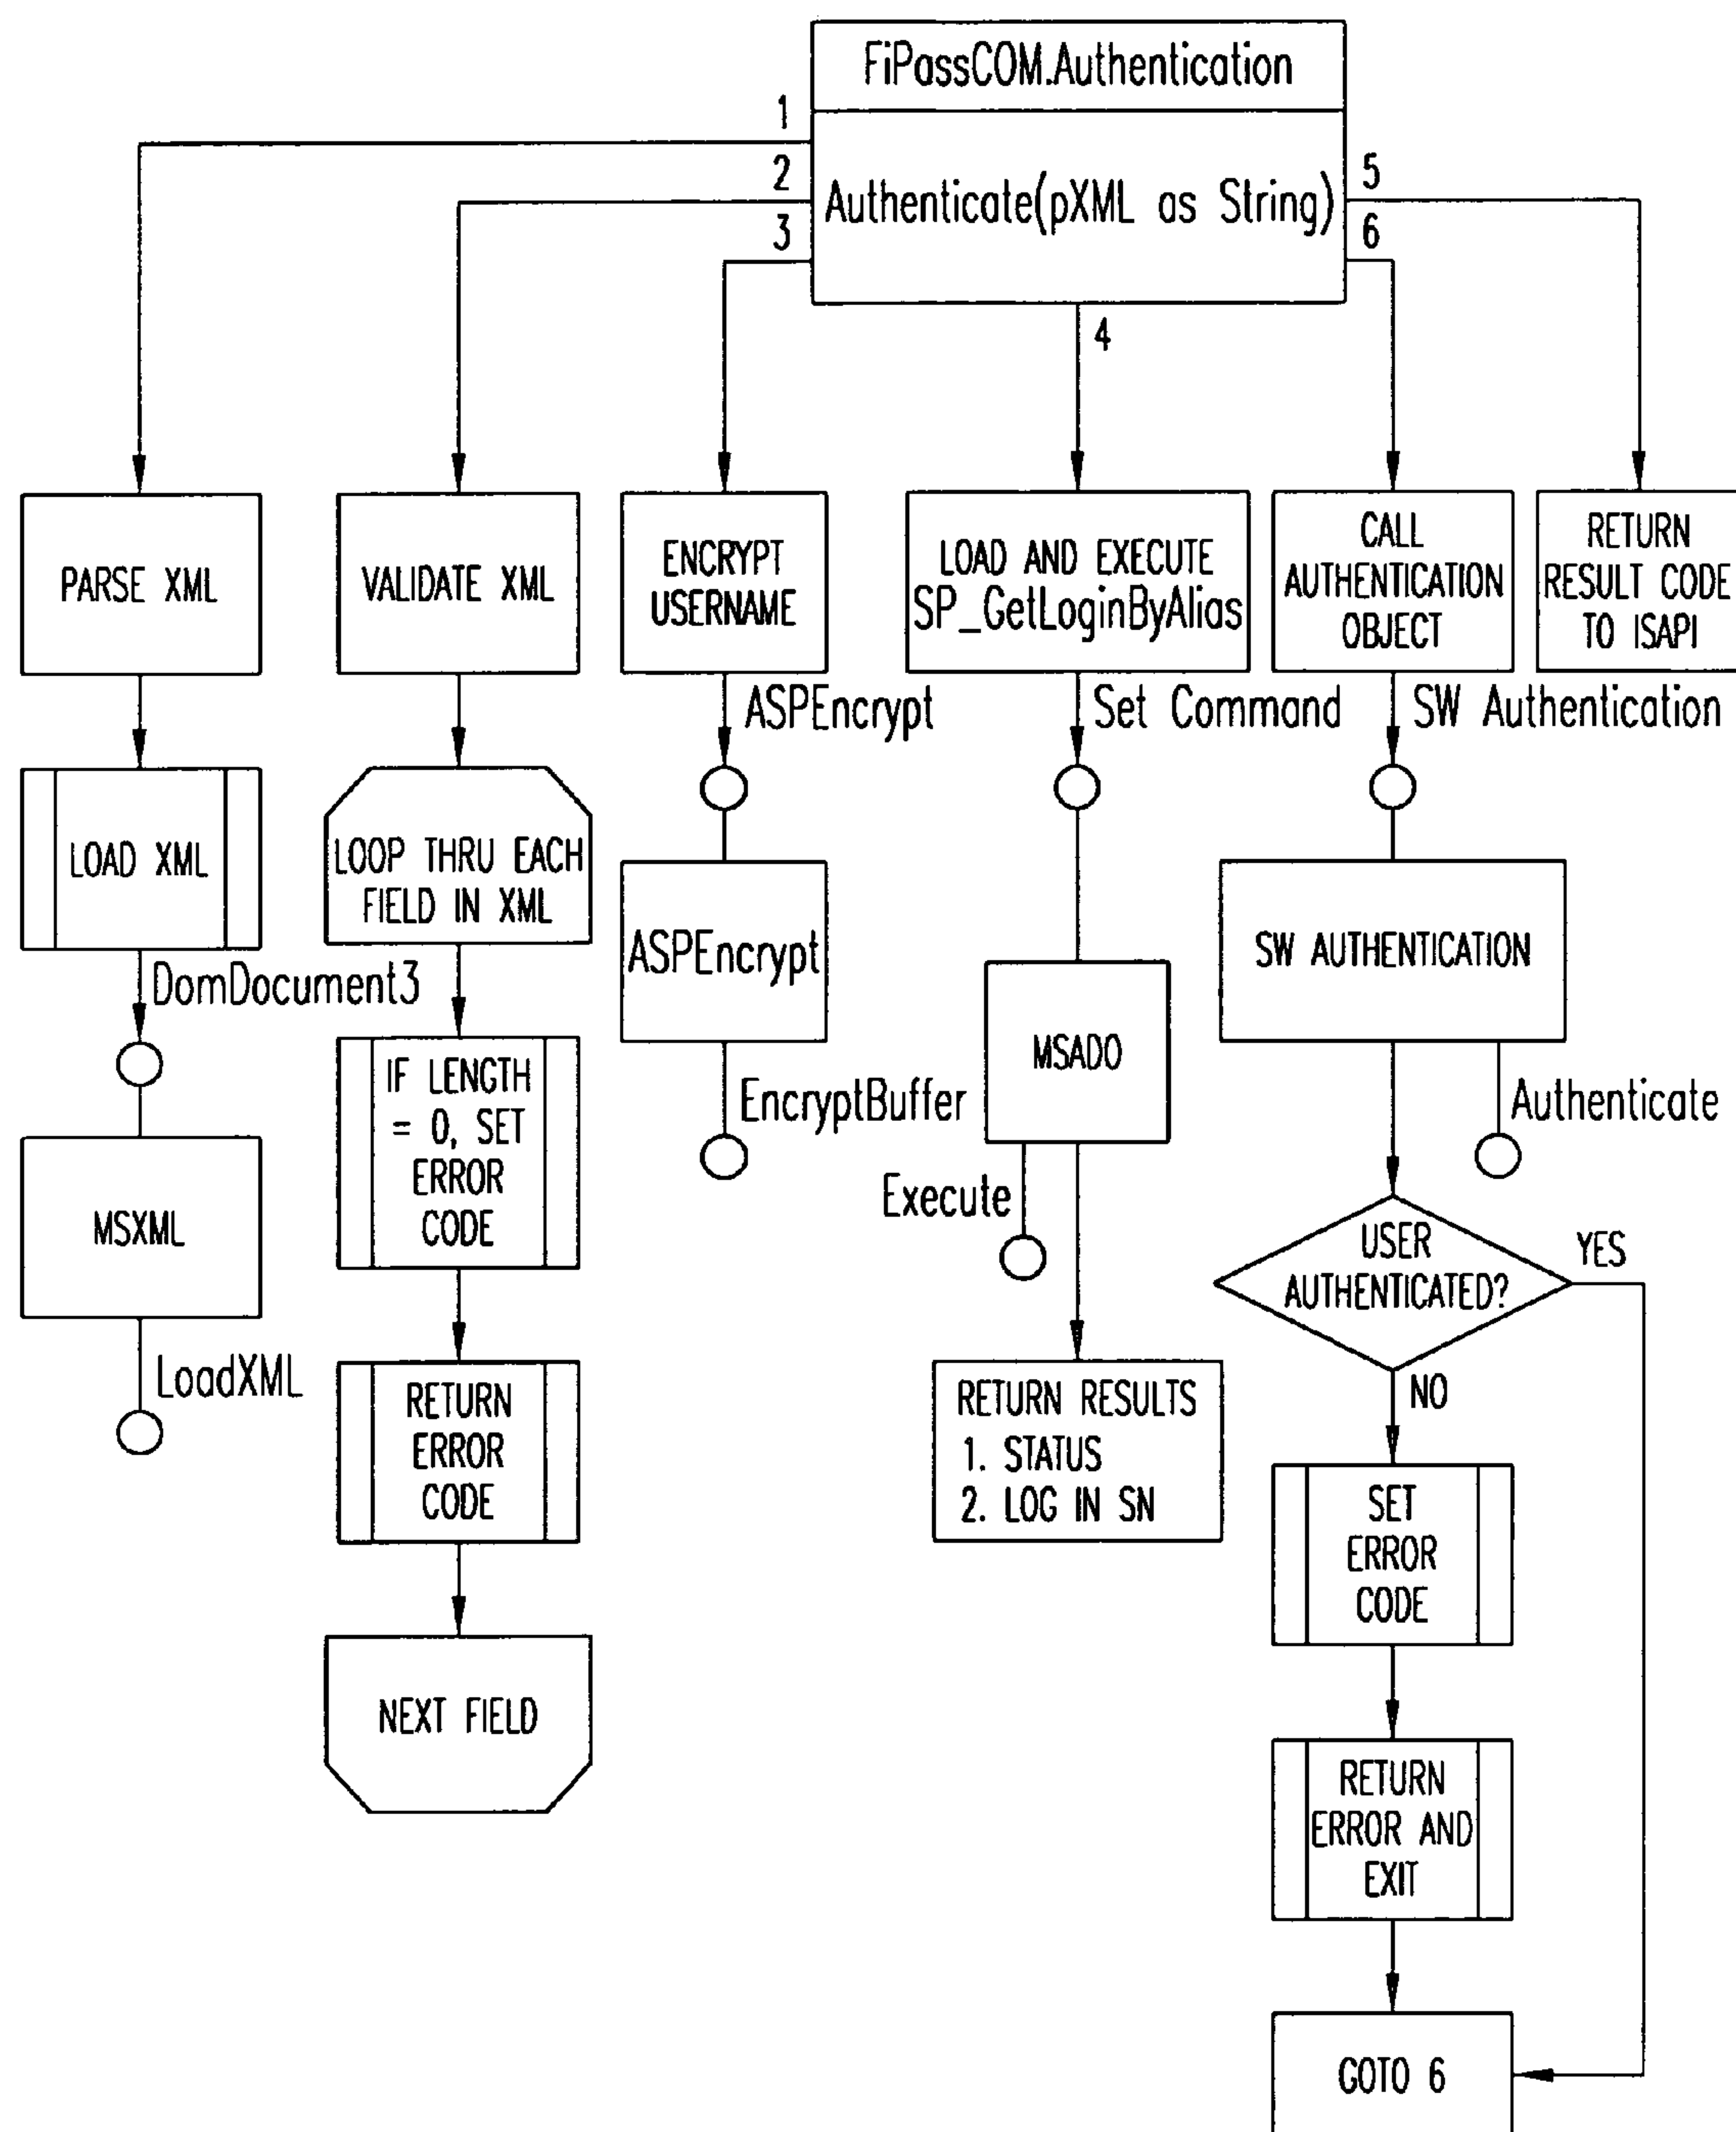 FiPassCOM.Authentication
1
2
3
Authenticate(pXML as String)
5
6
4
PARSE XML
VALIDATE XML
ENCRYPT
USERNAME
LOAD AND EXECUTE
SP_GetLoginByAlias
CALL
AUTHENTICATION
OBJECT
RETURN
RESULT CODE
TO ISAPI
ASPEncrypt
Set Command
SW Authentication
LOAD XML
LOOP THRU EACH
FIELD IN XML
ASPEncrypt
SW AUTHENTICATION
DomDocument3
MSADO
IF LENGTH
= 0, SET
ERROR
CODE
EncryptBuffer
Authenticate
Execute
MSXML
USER
AUTHENTICATED?
YES
NO
LoadXML
RETURN
ERROR
CODE
RETURN RESULTS
1. STATUS
2. LOG IN SN
SET
ERROR
CODE
NEXT FIELD
RETURN
ERROR AND
EXIT
GOTO 6